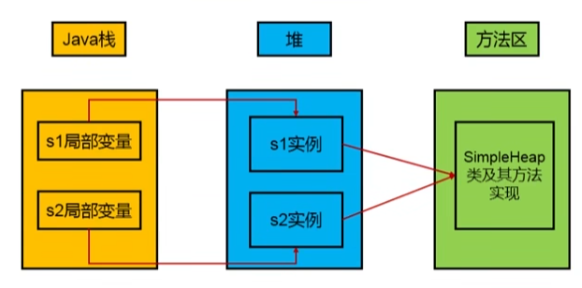 Java栈
堆
方法区
s1局部变量
s1实例
s2局部变量
s2实例
SimpleHeap
类及其方法
实现